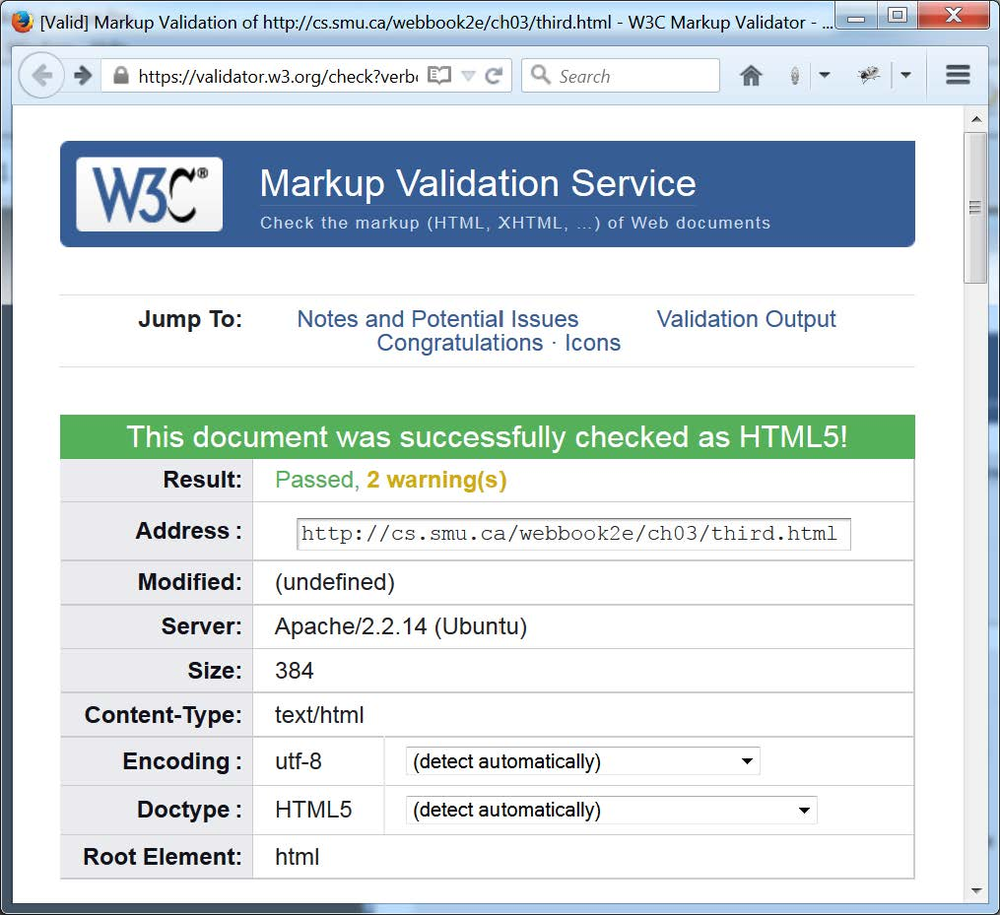 [Valid] Markup Validation of http://cs.smu.ca/webbook2e/ch03/third.html - W3C Markup Validator - ...
https://validator.w3.org/check?verb
Search
W3C®
Markup Validation Service
Check the markup (HTML, XHTML, ...) of Web documents
Jump To: Notes and Potential Issues Validation Output
Congratulations · Icons
This document was successfully checked as HTML5!
Result: Passed, 2 warning(s)
Address : http://cs.smu.ca/webbook2e/ch03/third.html
Modified: (undefined)
Server: Apache/2.2.14 (Ubuntu)
Size: 384
Content-Type: text/html
Encoding : utf-8 (detect automatically)
Doctype : HTML5 (detect automatically)
Root Element: html